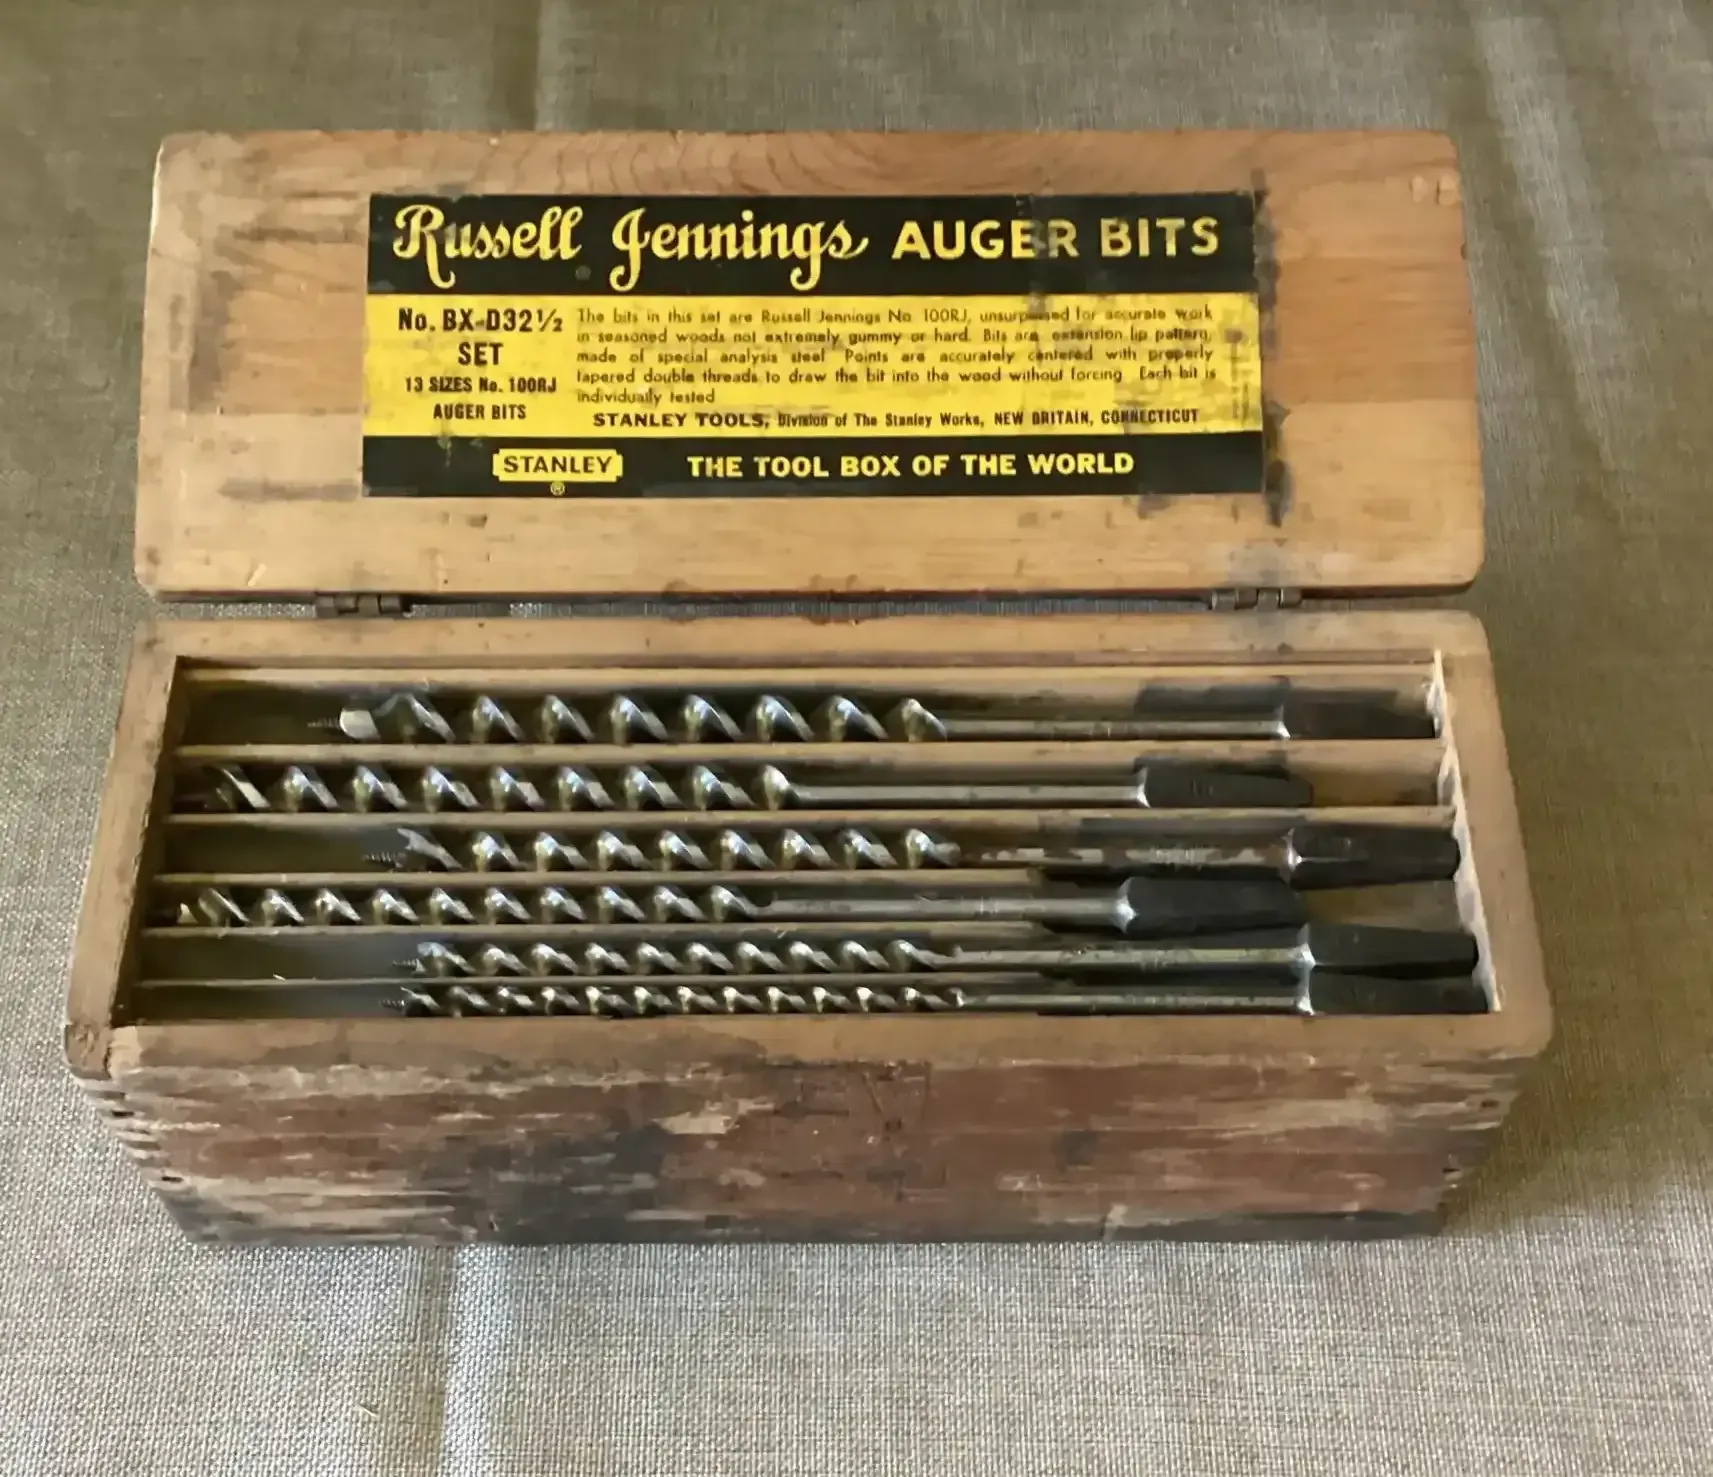 Russell Jennings AUGER BITS
®
No. BX-D32½
SET
13 SIZES No. 100RJ
AUGER BITS
The bits in this set are Russell Jennings No. 100RJ, unsurpassed for accurate work
in seasoned woods not extremely gummy or hard. Bits are extension lip pattern,
made of special analysis steel. Points are accurately centered with properly
tapered double threads to draw the bit into the wood without forcing. Each bit is
individually tested
STANLEY TOOLS, Division of The Stanley Works, NEW BRITAIN, CONNECTICUT
STANLEY
®
THE TOOL BOX OF THE WORLD